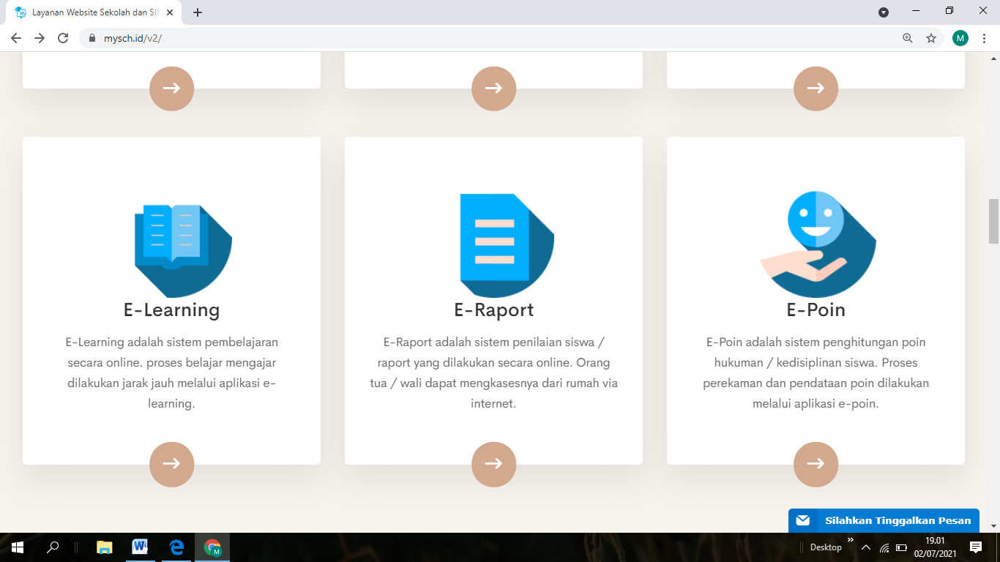 Layanan Website Sekolah dan SI
mysch.id/v2/
M
E-Learning
E-Learning adalah sistem pembelajaran
secara online. proses belajar mengajar
dilakukan jarak jauh melalui aplikasi e-
learning.
E-Raport
E-Raport adalah sistem penilaian siswa /
raport yang dilakukan secara online. Orang
tua / wali dapat mengkasesnya dari rumah via
internet.
E-Poin
E-Poin adalah sistem penghitungan poin
hukuman / kedisiplinan siswa. Proses
perekaman dan pendataan poin dilakukan
melalui aplikasi e-poin.
Silahkan Tinggalkan Pesan
W
M
Desktop
19.01
02/07/2021